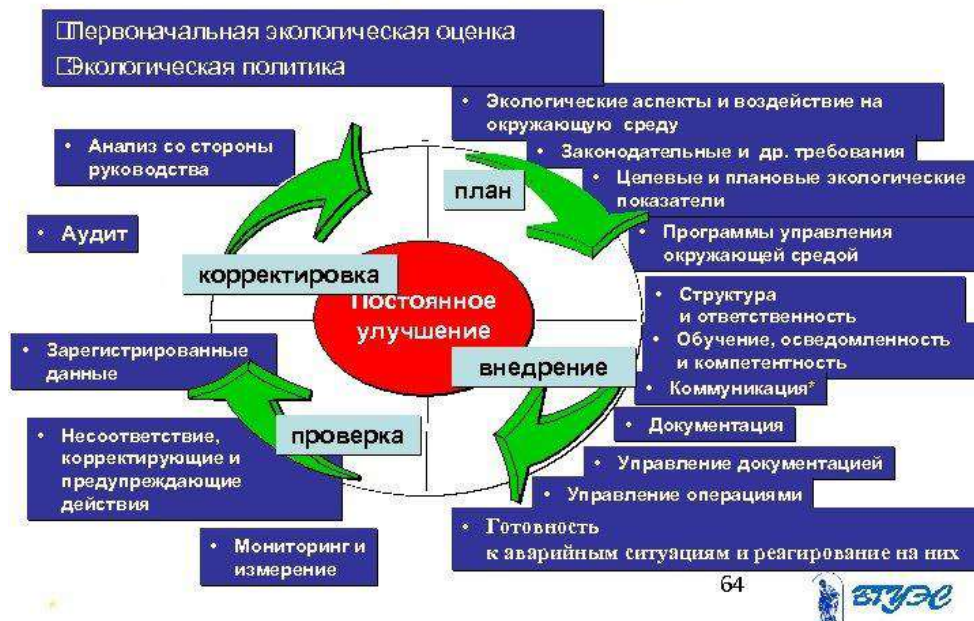 Первоначальная экологическая оценка
Экологическая политика
• Экологические аспекты и воздействие на
окружающую среду
• Законодательные и др. требования
• Целевые и плановые экологические
показатели
• Программы управления
окружающей средой
• Структура
и ответственность
• Обучение, осведомленность
и компетентность
• Коммуникация*
• Документация
• Управление документацией
• Управление операциями
• Готовность
к аварийным ситуациям и реагирование на них
• Анализ со стороны
руководства
• Аудит
• Зарегистрированные
данные
• Несоответствие,
корректирующие и
предупреждающие
действия
• Мониторинг и
измерение
план
корректировка
Постоянное
улучшение
внедрение
проверка
64
ВГУЭС